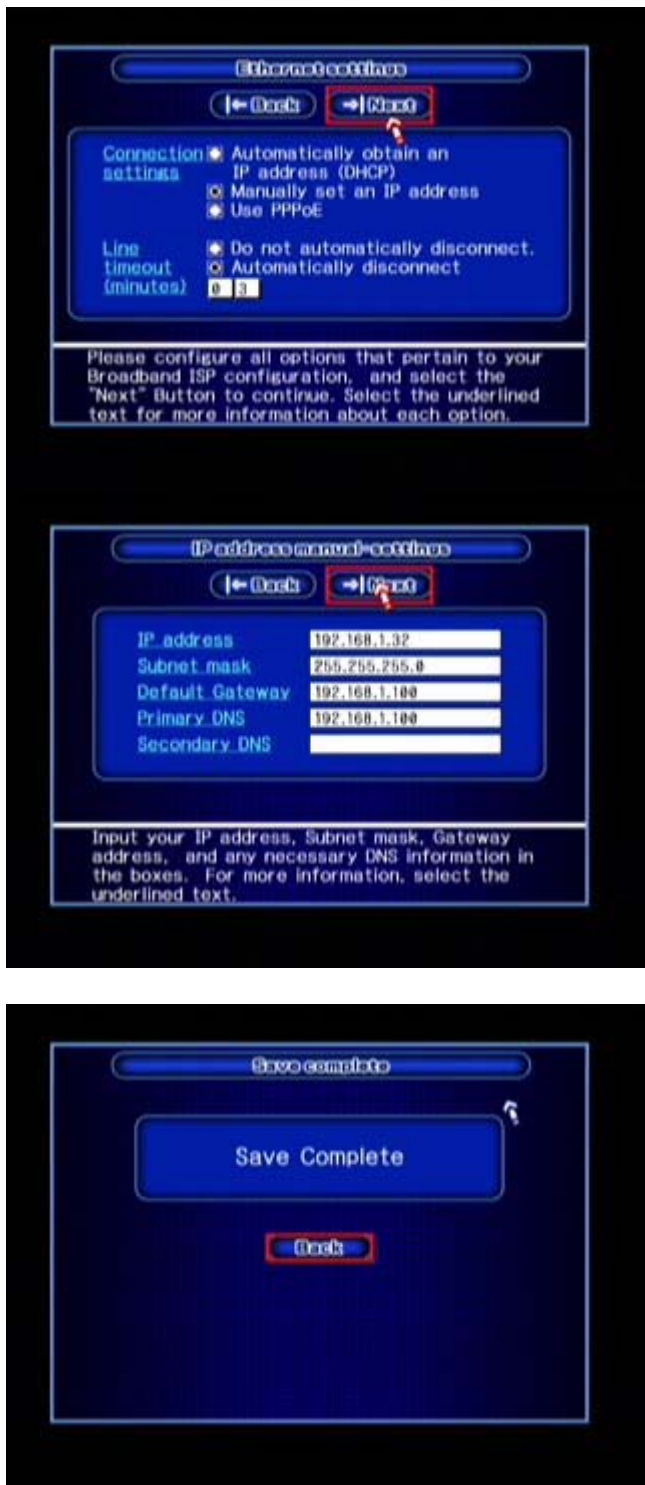 Ethernet settings
Back Next
Connection settings
Automatically obtain an
IP address (DHCP)
Manually set an IP address
Use PPPoE
Line timeout (minutes)
Do not automatically disconnect.
Automatically disconnect
0 3
Please configure all options that pertain to your
Broadband ISP configuration, and select the
"Next" Button to continue. Select the underlined
text for more information about each option.
IP address manual-settings
Back Next
IP address 192.168.1.32
Subnet mask 255.255.255.0
Default Gateway 192.168.1.100
Primary DNS 192.168.1.100
Secondary DNS
Input your IP address, Subnet mask, Gateway
address, and any necessary DNS information in
the boxes. For more information, select the
underlined text.
Save complete
Save Complete
Back